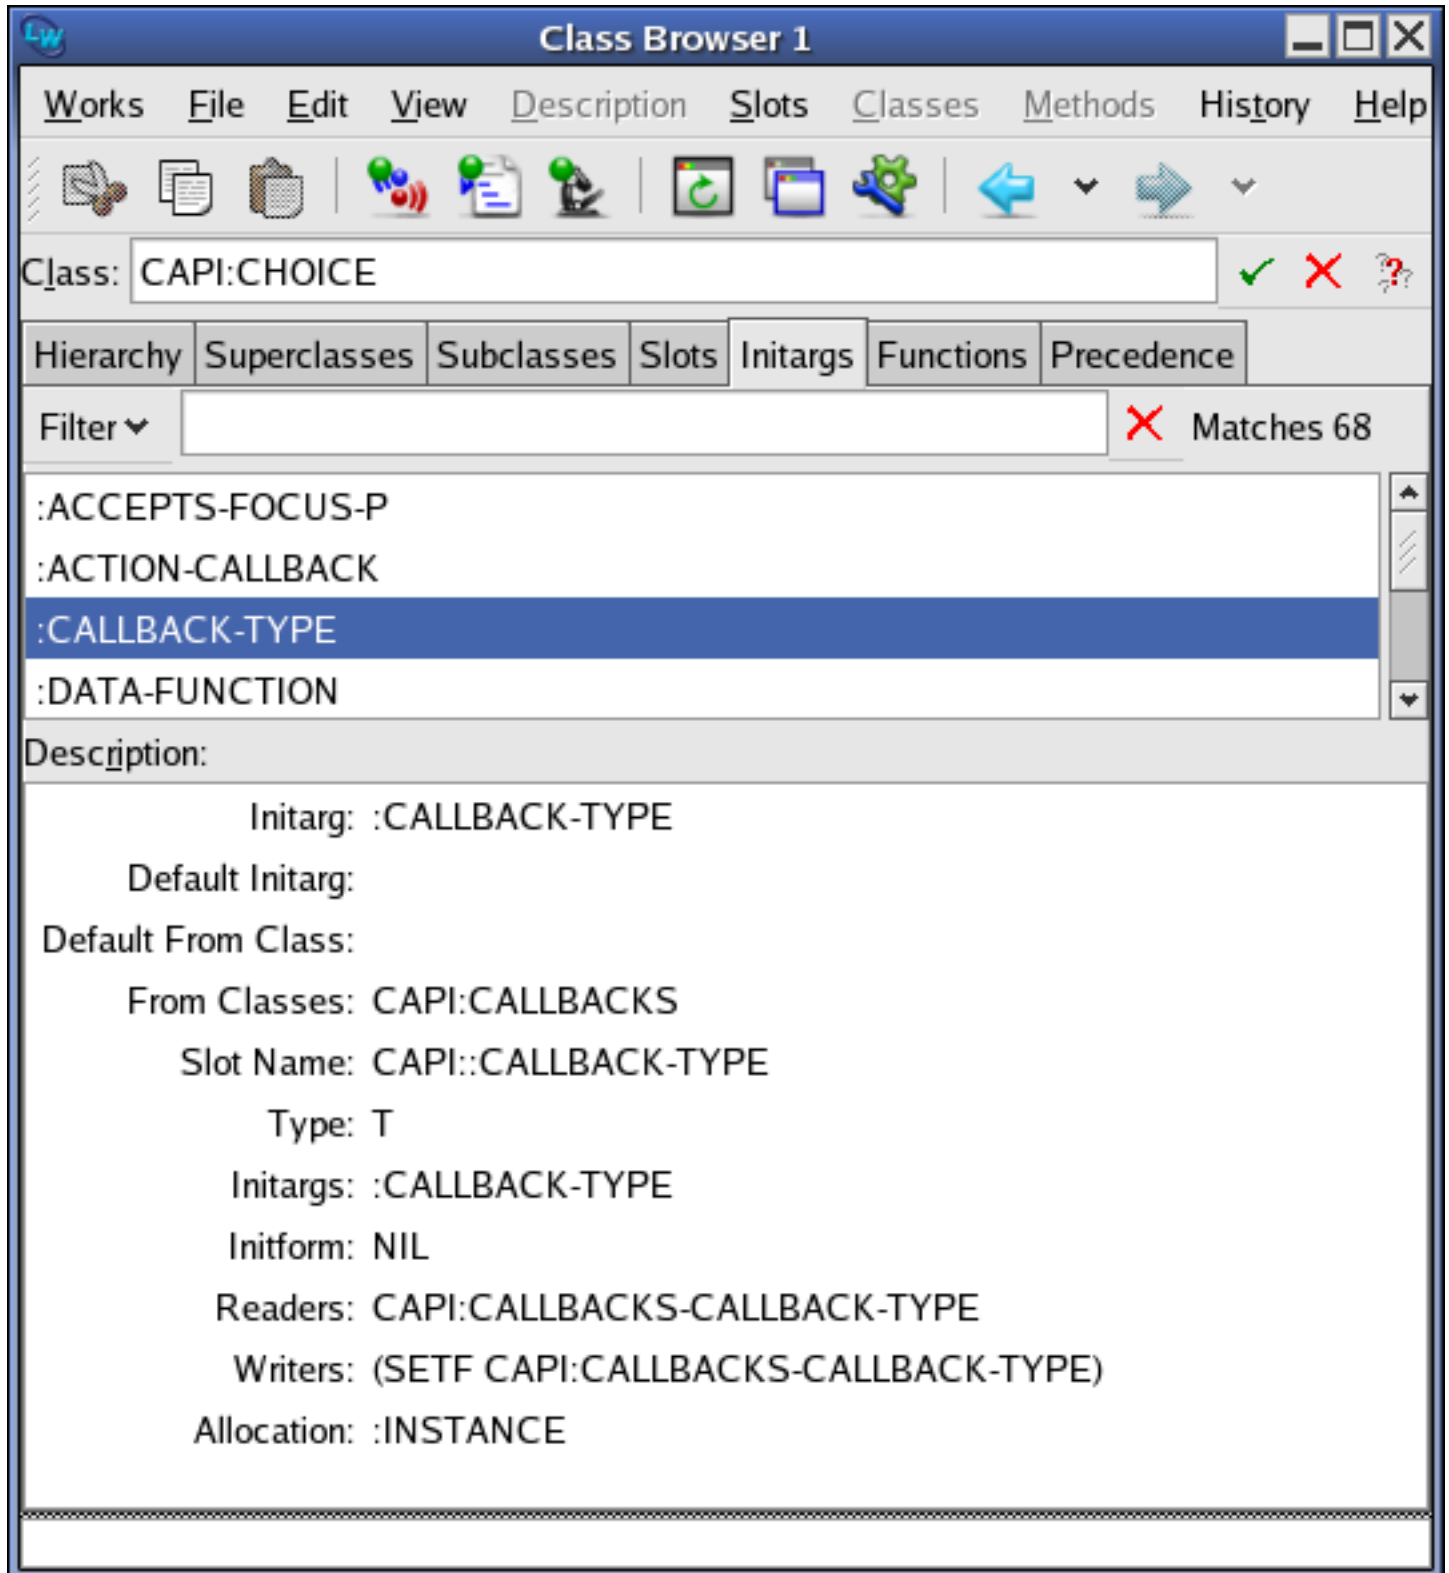 LW
Class Browser 1
Works File Edit View Description Slots Classes Methods History Help
Class: CAPI:CHOICE
Hierarchy Superclasses Subclasses Slots Initargs Functions Precedence
Filter Matches 68
:ACCEPTS-FOCUS-P
:ACTION-CALLBACK
:CALLBACK-TYPE
:DATA-FUNCTION
Description:
Initarg: :CALLBACK-TYPE
Default Initarg:
Default From Class:
From Classes: CAPI:CALLBACKS
Slot Name: CAPI::CALLBACK-TYPE
Type: T
Initargs: :CALLBACK-TYPE
Initform: NIL
Readers: CAPI:CALLBACKS-CALLBACK-TYPE
Writers: (SETF CAPI:CALLBACKS-CALLBACK-TYPE)
Allocation: :INSTANCE